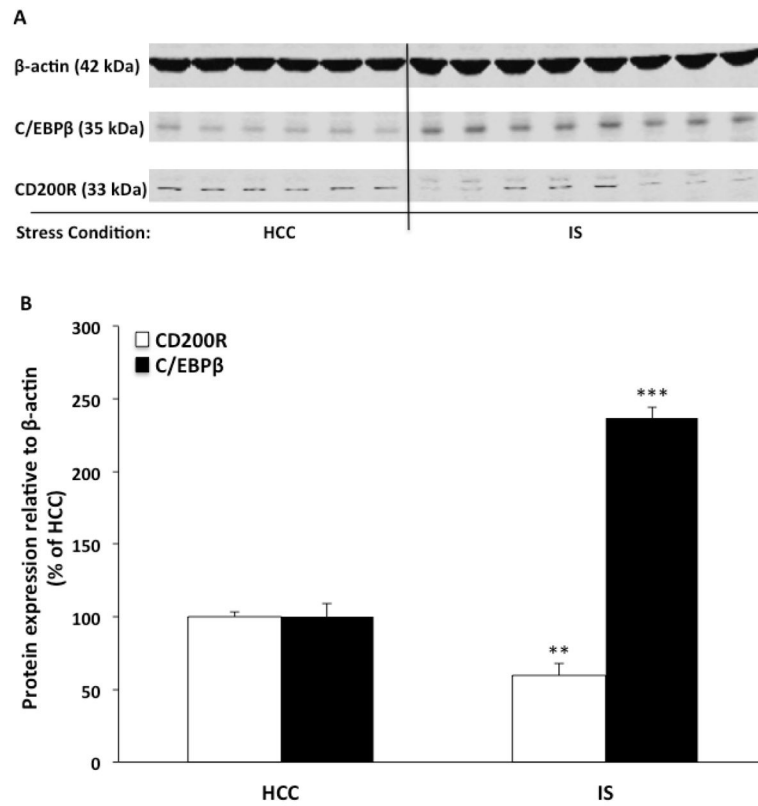 A
β-actin (42 kDa)
C/EBPβ (35 kDa)
CD200R (33 kDa)
Stress Condition: HCC IS
B
300
250
200
150
100
50
0
Protein expression relative to β-actin
(% of HCC)
CD200R
C/EBPβ
**
***
HCC IS